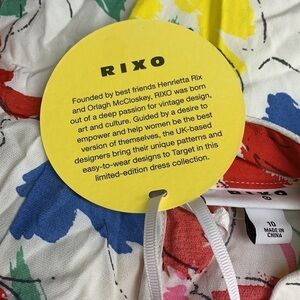 RIXO
Founded by best friends Henrietta Rix
and Orlagh McCloskey, RIXO was born
out of a deep passion for vintage design,
art and culture. Guided by a desire to
empower and help women be the best
version of themselves, the UK-based
designers bring their unique patterns and
easy-to-wear designs to Target in this
limited-edition dress collection.
10
MADE IN
CHINA